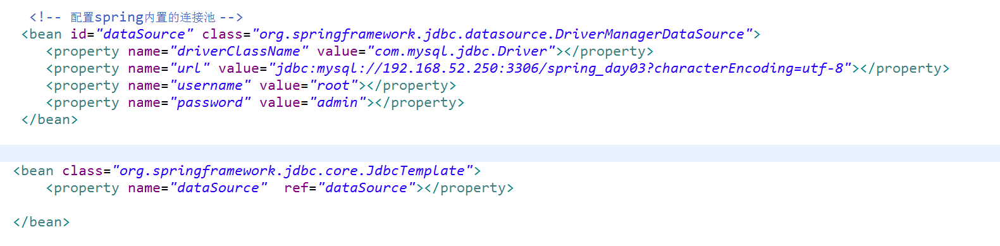 <!-- 配置spring内置的连接池 -->
<bean id="dataSource" class="org.springframework.jdbc.datasource.DriverManagerDataSource">
<property name="driverClassName" value="com.mysql.jdbc.Driver"></property>
<property name="url" value="jdbc:mysql://192.168.52.250:3306/spring_day03?characterEncoding=utf-8"></property>
<property name="username" value="root"></property>
<property name="password" value="admin"></property>
</bean>
<bean class="org.springframework.jdbc.core.JdbcTemplate">
<property name="dataSource"  ref="dataSource"></property>
</bean>